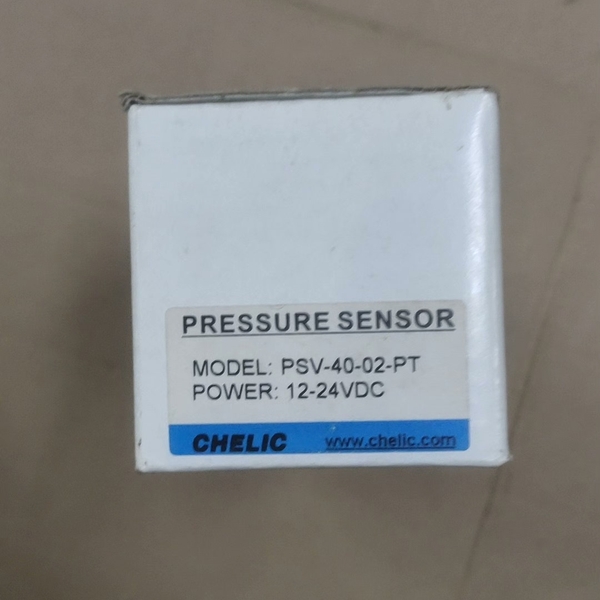 PRESSURE SENSOR
MODEL: PSV-40-02-PT
POWER: 12-24VDC
CHELIC www.chelic.com